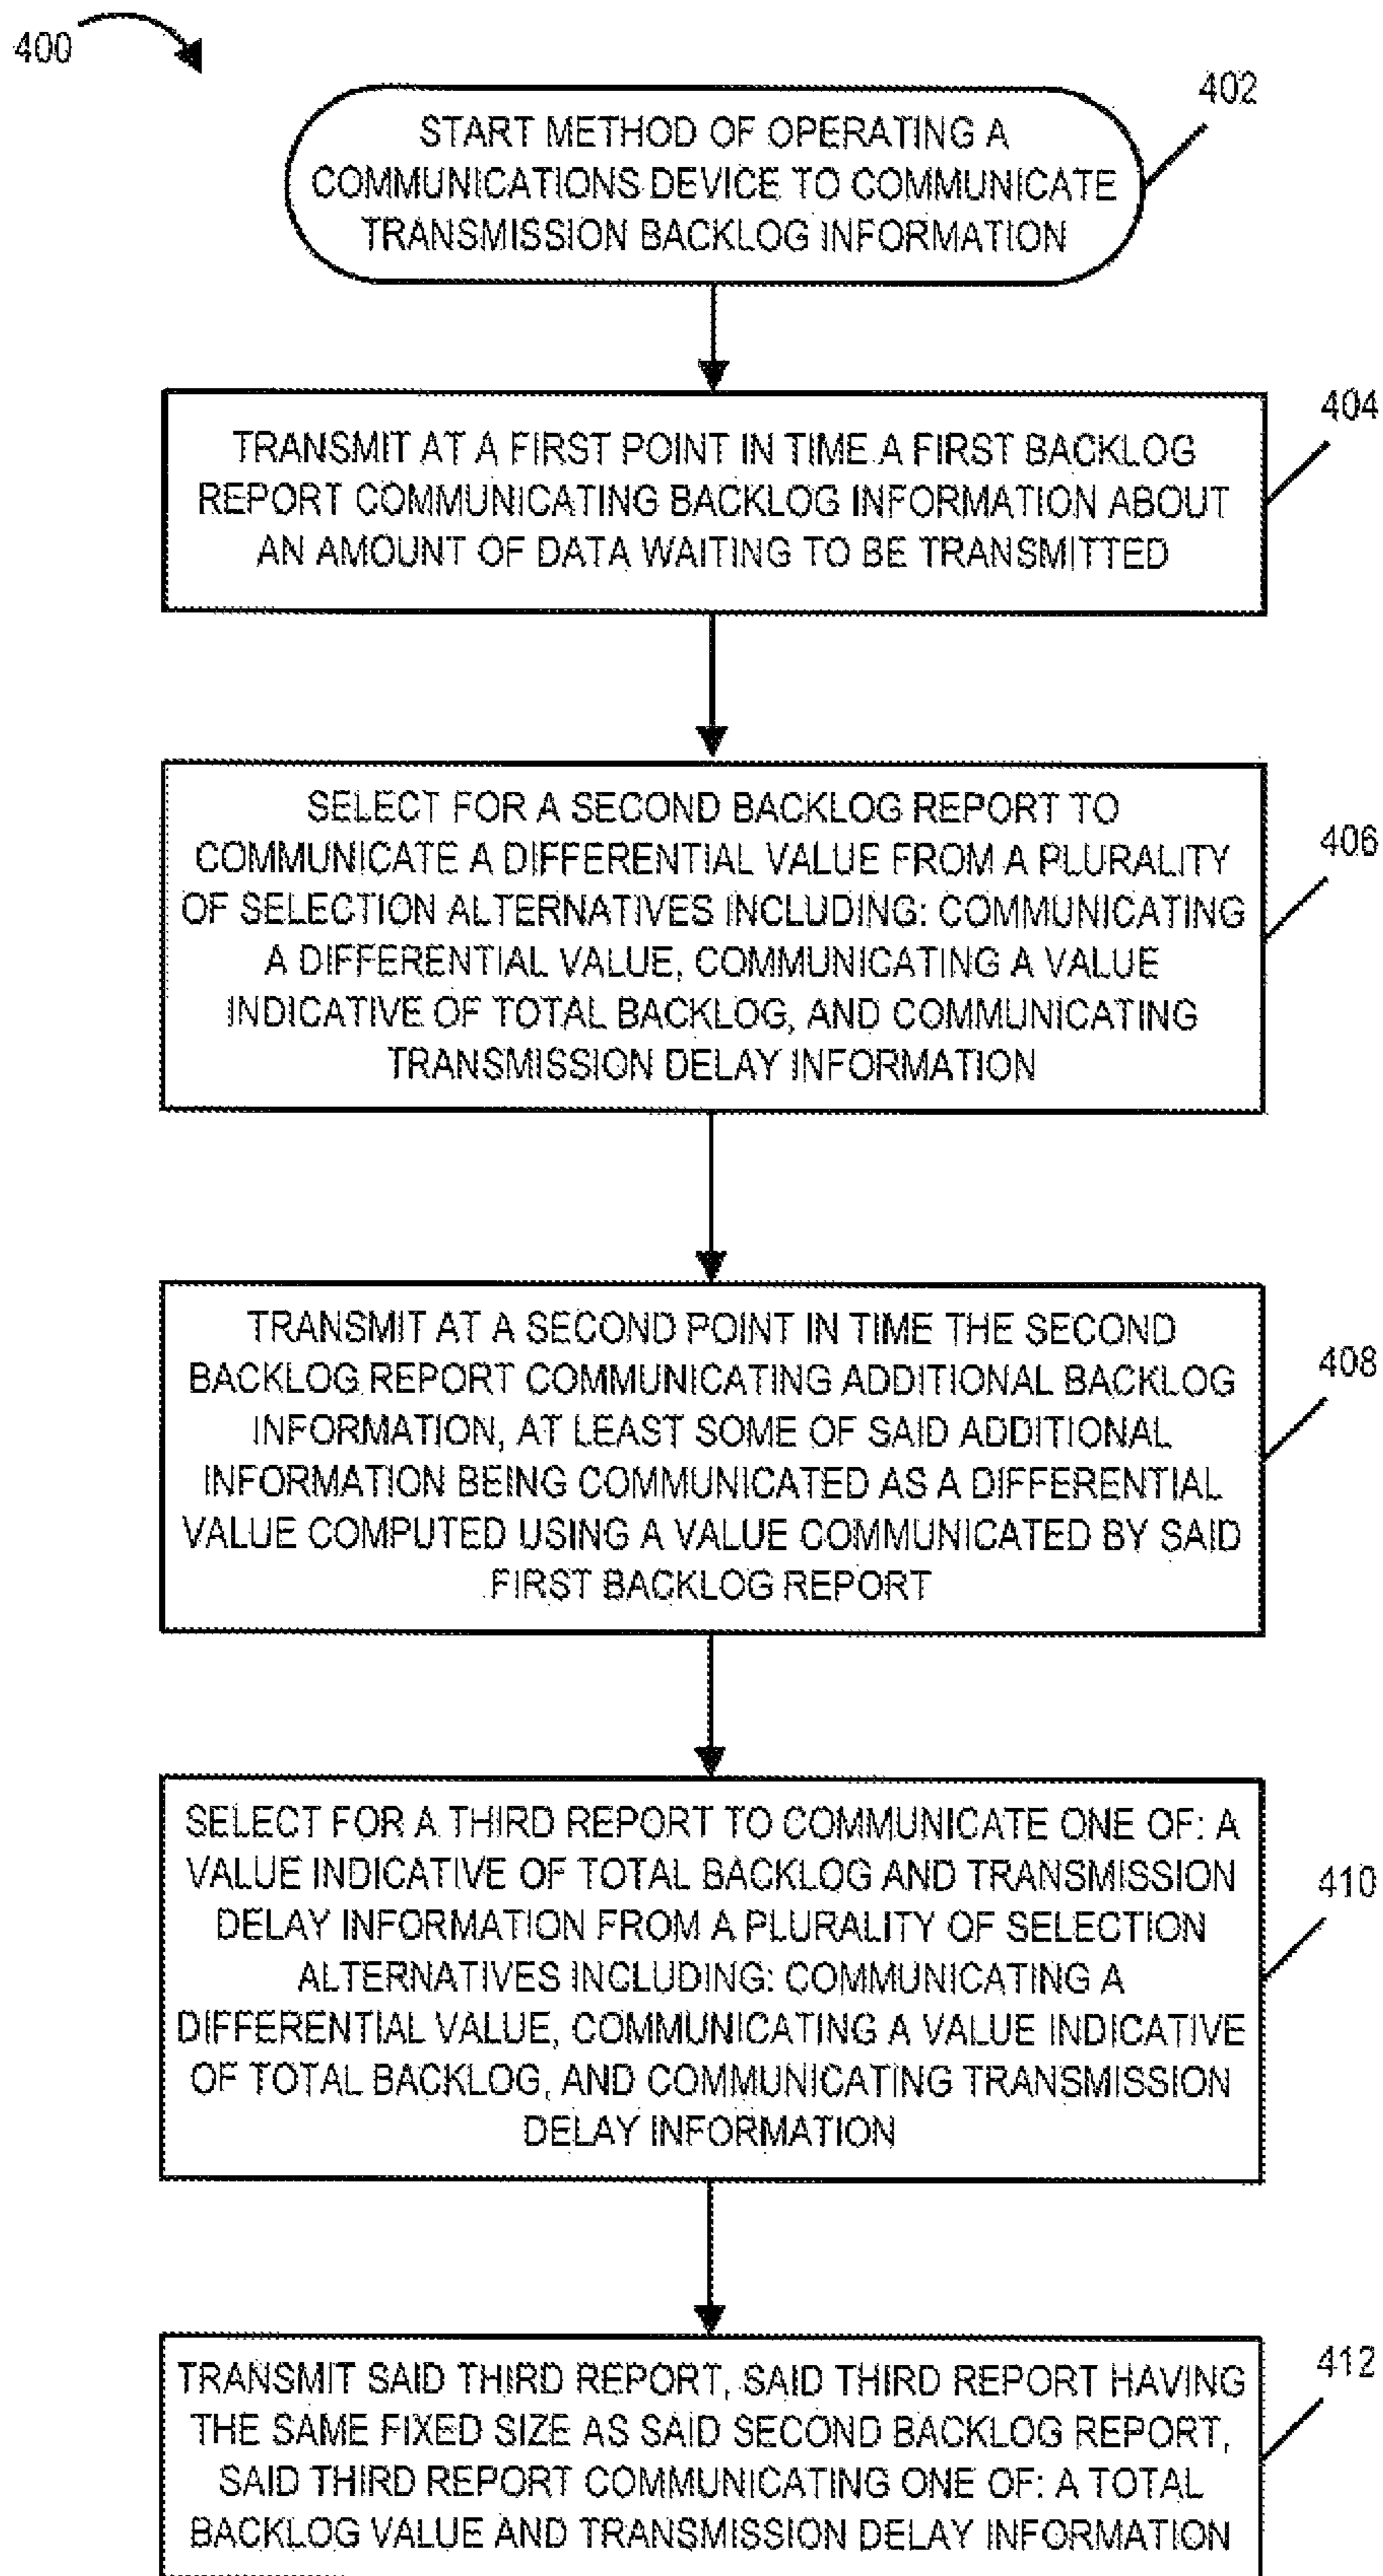 400
402
START METHOD OF OPERATING A
COMMUNICATIONS DEVICE TO COMMUNICATE
TRANSMISSION BACKLOG INFORMATION
404
TRANSMIT AT A FIRST POINT IN TIME A FIRST BACKLOG
REPORT COMMUNICATING BACKLOG INFORMATION ABOUT
AN AMOUNT OF DATA WAITING TO BE TRANSMITTED
406
SELECT FOR A SECOND BACKLOG REPORT TO
COMMUNICATE A DIFFERENTIAL VALUE FROM A PLURALITY
OF SELECTION ALTERNATIVES INCLUDING: COMMUNICATING
A DIFFERENTIAL VALUE, COMMUNICATING A VALUE
INDICATIVE OF TOTAL BACKLOG, AND COMMUNICATING
TRANSMISSION DELAY INFORMATION
408
TRANSMIT AT A SECOND POINT IN TIME THE SECOND
BACKLOG REPORT COMMUNICATING ADDITIONAL BACKLOG
INFORMATION, AT LEAST SOME OF SAID ADDITIONAL
INFORMATION BEING COMMUNICATED AS A DIFFERENTIAL
VALUE COMPUTED USING A VALUE COMMUNICATED BY SAID
FIRST BACKLOG REPORT
410
SELECT FOR A THIRD REPORT TO COMMUNICATE ONE OF: A
VALUE INDICATIVE OF TOTAL BACKLOG AND TRANSMISSION
DELAY INFORMATION FROM A PLURALITY OF SELECTION
ALTERNATIVES INCLUDING: COMMUNICATING A
DIFFERENTIAL VALUE, COMMUNICATING A VALUE INDICATIVE
OF TOTAL BACKLOG, AND COMMUNICATING TRANSMISSION
DELAY INFORMATION
412
TRANSMIT SAID THIRD REPORT, SAID THIRD REPORT HAVING
THE SAME FIXED SIZE AS SAID SECOND BACKLOG REPORT,
SAID THIRD REPORT COMMUNICATING ONE OF: A TOTAL
BACKLOG VALUE AND TRANSMISSION DELAY INFORMATION